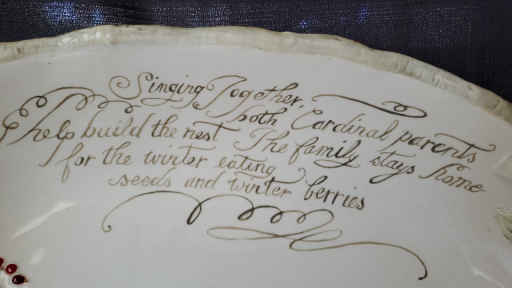 Singing Together,
both Cardinal parents
help build the nest The family stays home
for the winter eating
seeds and winter berries